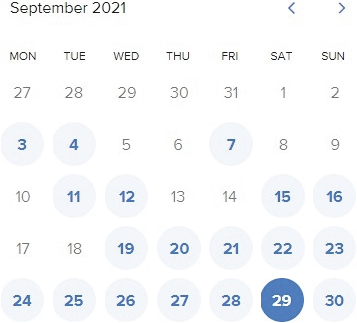 September 2021
MON TUE WED THU FRI SAT SUN
27 28 29 30 31 1 2
3 4 5 6 7 8 9
10 11 12 13 14 15 16
17 18 19 20 21 22 23
24 25 26 27 28 29 30